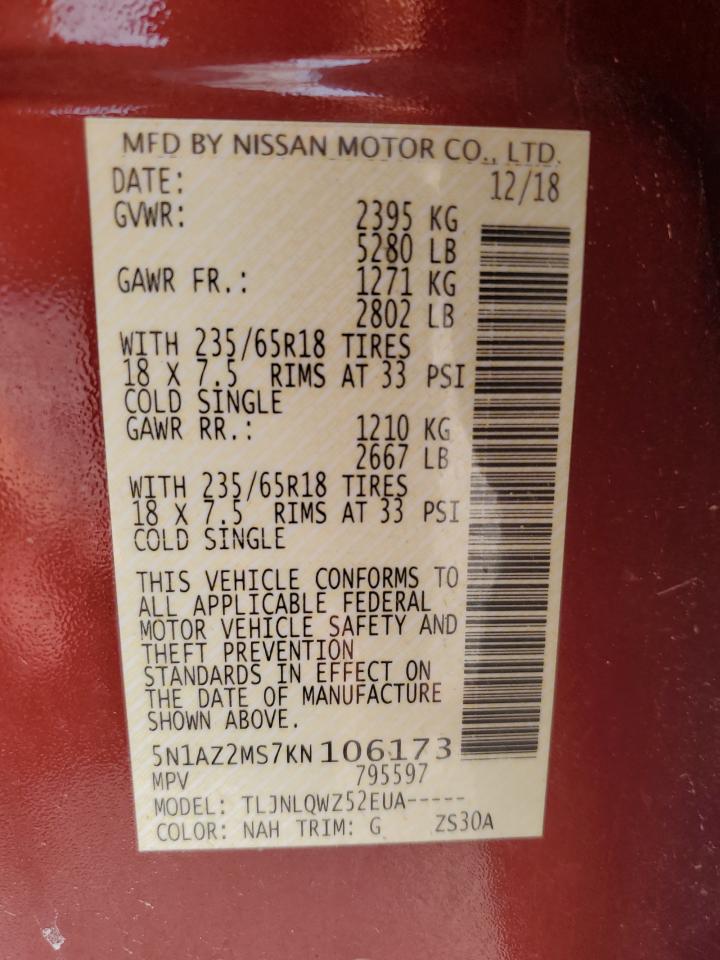 MFD BY NISSAN MOTOR CO., LTD.
DATE: 12/18
GVWR: 2395 KG
5280 LB
GAWR FR.: 1271 KG
2802 LB
WITH 235/65R18 TIRES
18 X 7.5 RIMS AT 33 PSI
COLD SINGLE
GAWR RR.: 1210 KG
2667 LB
WITH 235/65R18 TIRES
18 X 7.5 RIMS AT 33 PSI
COLD SINGLE
THIS VEHICLE CONFORMS TO
ALL APPLICABLE FEDERAL
MOTOR VEHICLE SAFETY AND
THEFT PREVENTION
STANDARDS IN EFFECT ON
THE DATE OF MANUFACTURE
SHOWN ABOVE.
5N1AZ2MS7KN106173
MPV 795597
MODEL: TLJNLQWZ52EUA-----
COLOR: NAH TRIM: G ZS30A